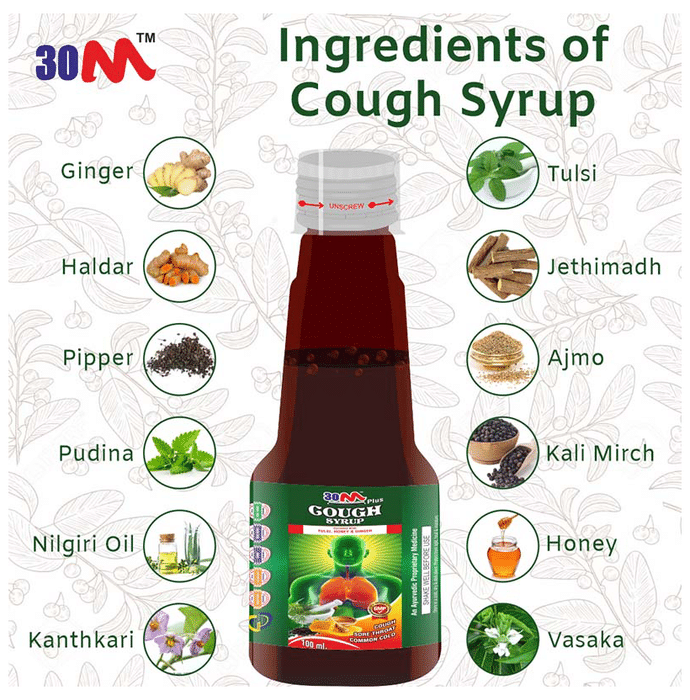 30M™
Ingredients of
Cough Syrup
Ginger
Tulsi
UNSCREW
Haldar
Jethimadh
Pipper
Ajmo
Pudina
Kali Mirch
Nilgiri Oil
Honey
Kanthkari
Vasaka
30M Plus
COUGH
SYRUP
TULSI, HONEY & GINGER
An Ayurvedic Proprietary Medicine
SHAKE WELL BEFORE USE
GMP
COUGH
SORE-THROAT
COMMON COLD
100 ml.